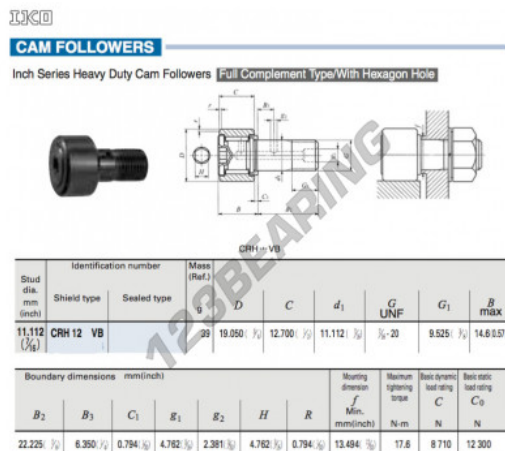 IKO
CAM FOLLOWERS
Inch Series Heavy Duty Cam Followers Full Complement Type/With Hexagon Hole
CRH ··· VB
123BEARING
Stud dia. mm (inch) Identification number Mass (Ref.) g
Shield type Sealed type D C d1 G UNF G1 B max
11.112 (7/16) CRH 12 VB 39 19.050 12.700 11.112 -20 9.525 14.6
Boundary dimensions mm(inch) Mounting dimension f Min. mm(inch) Maximum tightening torque N-m Basic dynamic load rating C N Basic static load rating C0 N
B2 B3 C1 g1 g2 H R
22.225 6.350 0.794 4.762 2.381 4.762 0.794 13.494 17.6 8 710 12 300